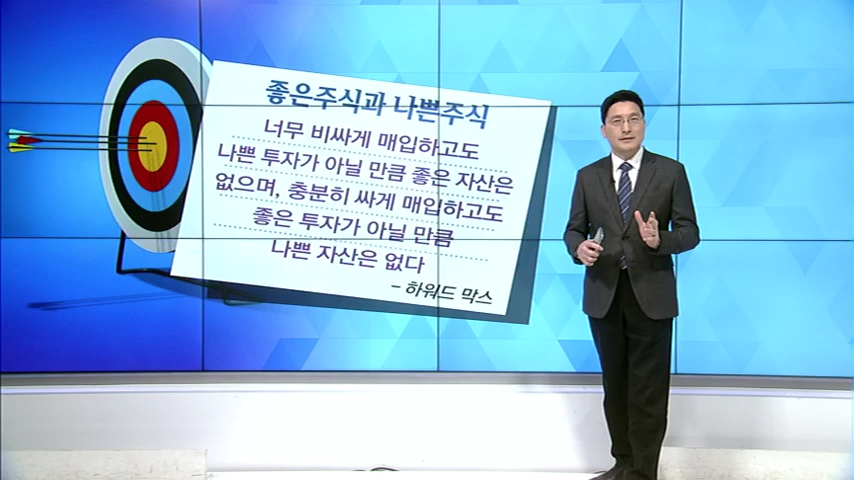 좋은주식과 나쁜주식
너무 비싸게 매입하고도
나쁜 투자가 아닐 만큼 좋은 자산은
없으며, 충분히 싸게 매입하고도
좋은 투자가 아닐 만큼
나쁜 자산은 없다
- 하워드 막스